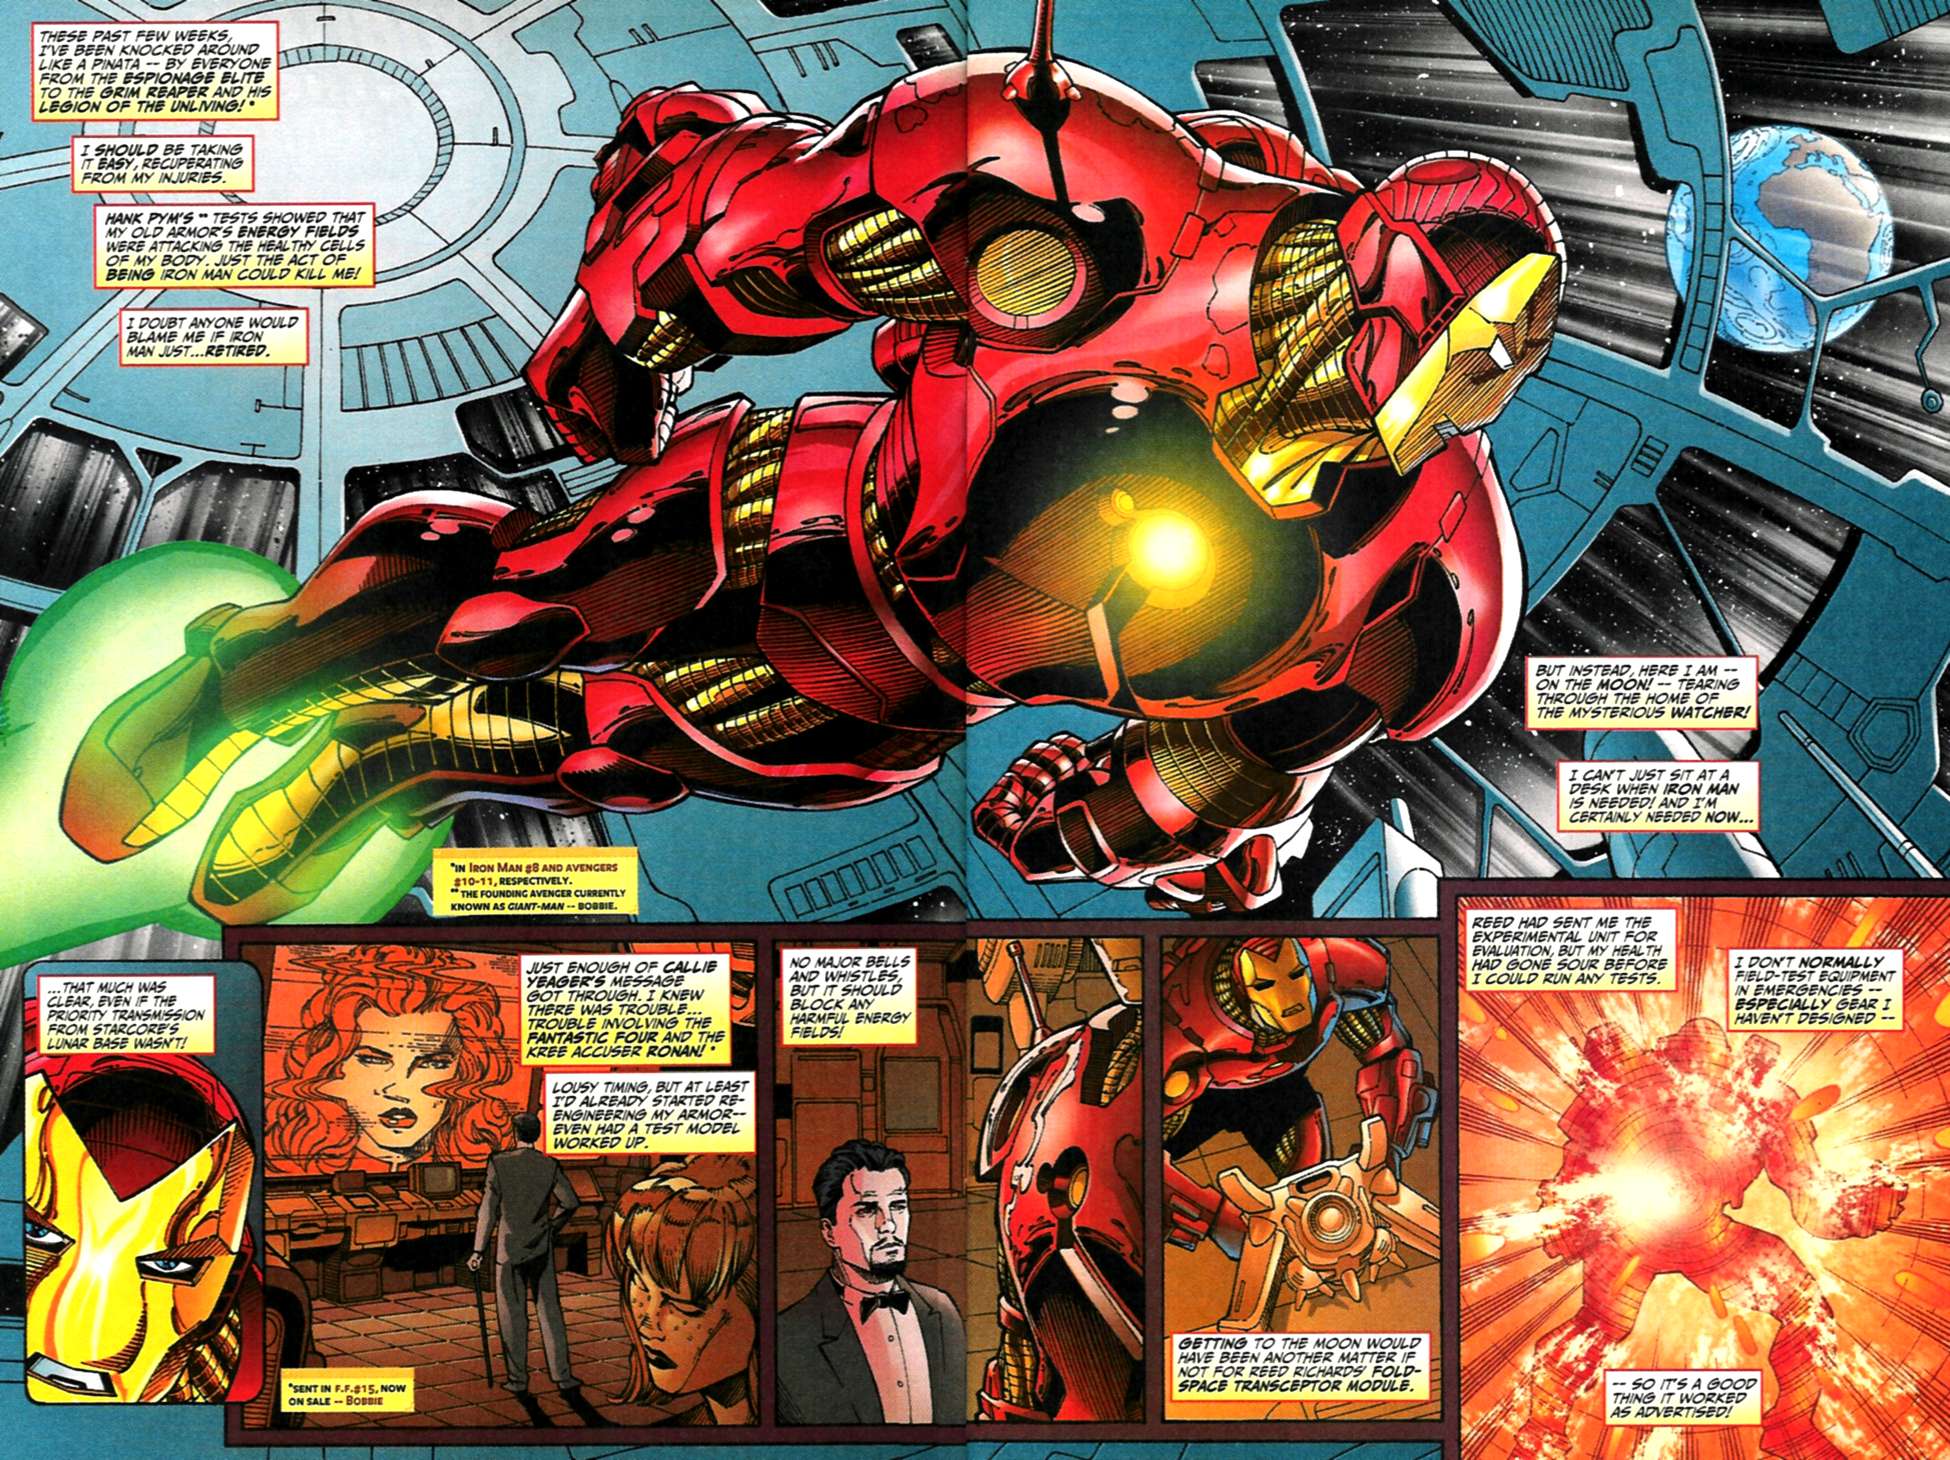 THESE PAST FEW WEEKS,
I'VE BEEN KNOCKED AROUND
LIKE A PINATA -- BY EVERYONE
FROM THE ESPIONAGE ELITE
TO THE GRIM REAPER AND HIS
LEGION OF THE UNLIVING! *
I SHOULD BE TAKING
IT EASY, RECUPERATING
FROM MY INJURIES.
HANK PYM'S ** TESTS SHOWED THAT
MY OLD ARMOR'S ENERGY FIELDS
WERE ATTACKING THE HEALTHY CELLS
OF MY BODY. JUST THE ACT OF
BEING IRON MAN COULD KILL ME!
I DOUBT ANYONE WOULD
BLAME ME IF IRON
MAN JUST...RETIRED.
BUT INSTEAD, HERE I AM --
ON THE MOON! -- TEARING
THROUGH THE HOME OF
THE MYSTERIOUS WATCHER!
I CAN'T JUST SIT AT A
DESK WHEN IRON MAN
IS NEEDED! AND I'M
CERTAINLY NEEDED NOW...
*IN IRON MAN #8 AND AVENGERS
#10-11, RESPECTIVELY.
** THE FOUNDING AVENGER CURRENTLY
KNOWN AS GIANT-MAN -- BOBBIE.
...THAT MUCH WAS
CLEAR, EVEN IF THE
PRIORITY TRANSMISSION
FROM STARCORE'S
LUNAR BASE WASN'T!
JUST ENOUGH OF CALLIE
YEAGER'S MESSAGE
GOT THROUGH. I KNEW
THERE WAS TROUBLE...
TROUBLE INVOLVING THE
FANTASTIC FOUR AND THE
KREE ACCUSER RONAN! *
LOUSY TIMING, BUT AT LEAST
I'D ALREADY STARTED RE-
ENGINEERING MY ARMOR--
EVEN HAD A TEST MODEL
WORKED UP.
*SENT IN F.F.#15, NOW
ON SALE -- BOBBIE
NO MAJOR BELLS
AND WHISTLES,
BUT IT SHOULD
BLOCK ANY
HARMFUL ENERGY
FIELDS!
GETTING TO THE MOON WOULD
HAVE BEEN ANOTHER MATTER IF
NOT FOR REED RICHARDS' FOLD-
SPACE TRANSCEPTOR MODULE.
REED HAD SENT ME THE
EXPERIMENTAL UNIT FOR
EVALUATION, BUT MY HEALTH
HAD GONE SOUR BEFORE
I COULD RUN ANY TESTS.
I DON'T NORMALLY
FIELD-TEST EQUIPMENT
IN EMERGENCIES --
ESPECIALLY GEAR I
HAVEN'T DESIGNED --
-- SO IT'S A GOOD
THING IT WORKED
AS ADVERTISED!